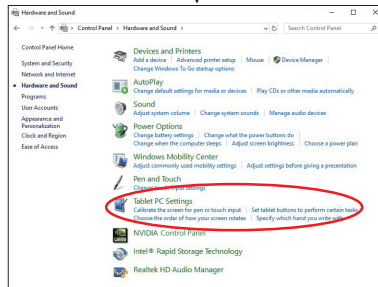 Hardware and Sound
Control Panel > Hardware and Sound >
Search Control Panel
Control Panel Home
System and Security
Network and Internet
Hardware and Sound
Programs
User Accounts
Appearance and
Personalization
Clock and Region
Ease of Access
Devices and Printers
Add a device | Advanced printer setup | Mouse | Device Manager
Change Windows To Go startup options
AutoPlay
Change default settings for media or devices | Play CDs or other media automatically
Sound
Adjust system volume | Change system sounds | Manage audio devices
Power Options
Change battery settings | Change what the power buttons do
Change when the computer sleeps | Adjust screen brightness | Choose a power plan
Windows Mobility Center
Adjust commonly used mobility settings | Adjust settings before giving a presentation
Pen and Touch
Change touch input settings
Tablet PC Settings
Calibrate the screen for pen or touch input | Set tablet buttons to perform certain tasks
Choose the order of how your screen rotates | Specify which hand you write with
NVIDIA Control Panel
Intel® Rapid Storage Technology
Realtek HD Audio Manager